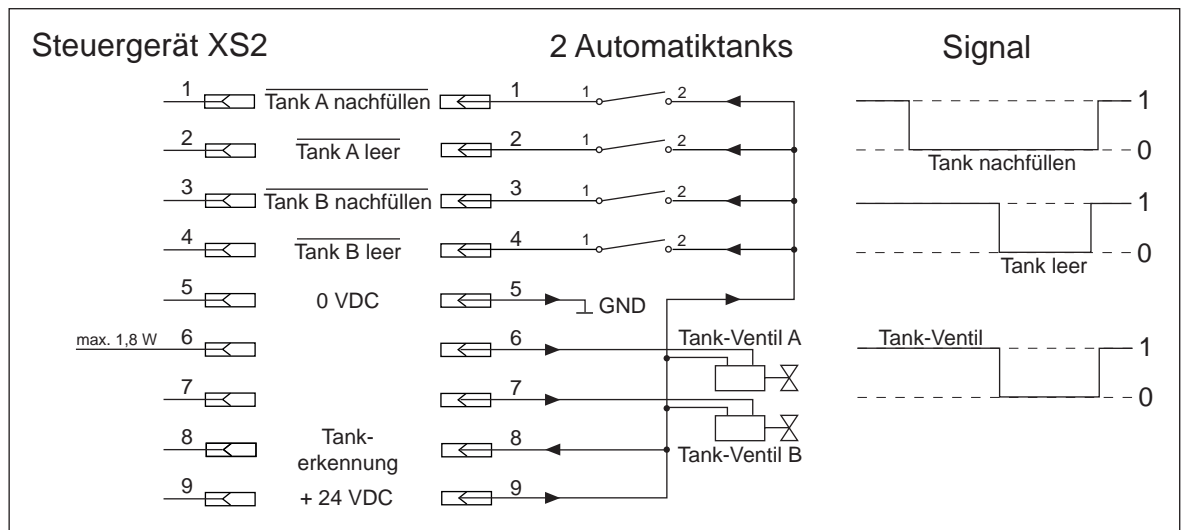 Steuergerät XS2 2 Automatiktanks Signal
1 Tank A nachfüllen 1 1 2 1
2 Tank A leer 2 1 2 0
Tank nachfüllen
3 Tank B nachfüllen 3 1 2 1
4 Tank B leer 4 1 2 0
Tank leer
5 0 VDC 5 GND
max. 1,8 W 6 6 Tank-Ventil A Tank-Ventil 1
7 7 0
8 Tank- 8 Tank-Ventil B
erkennung
9 + 24 VDC 9